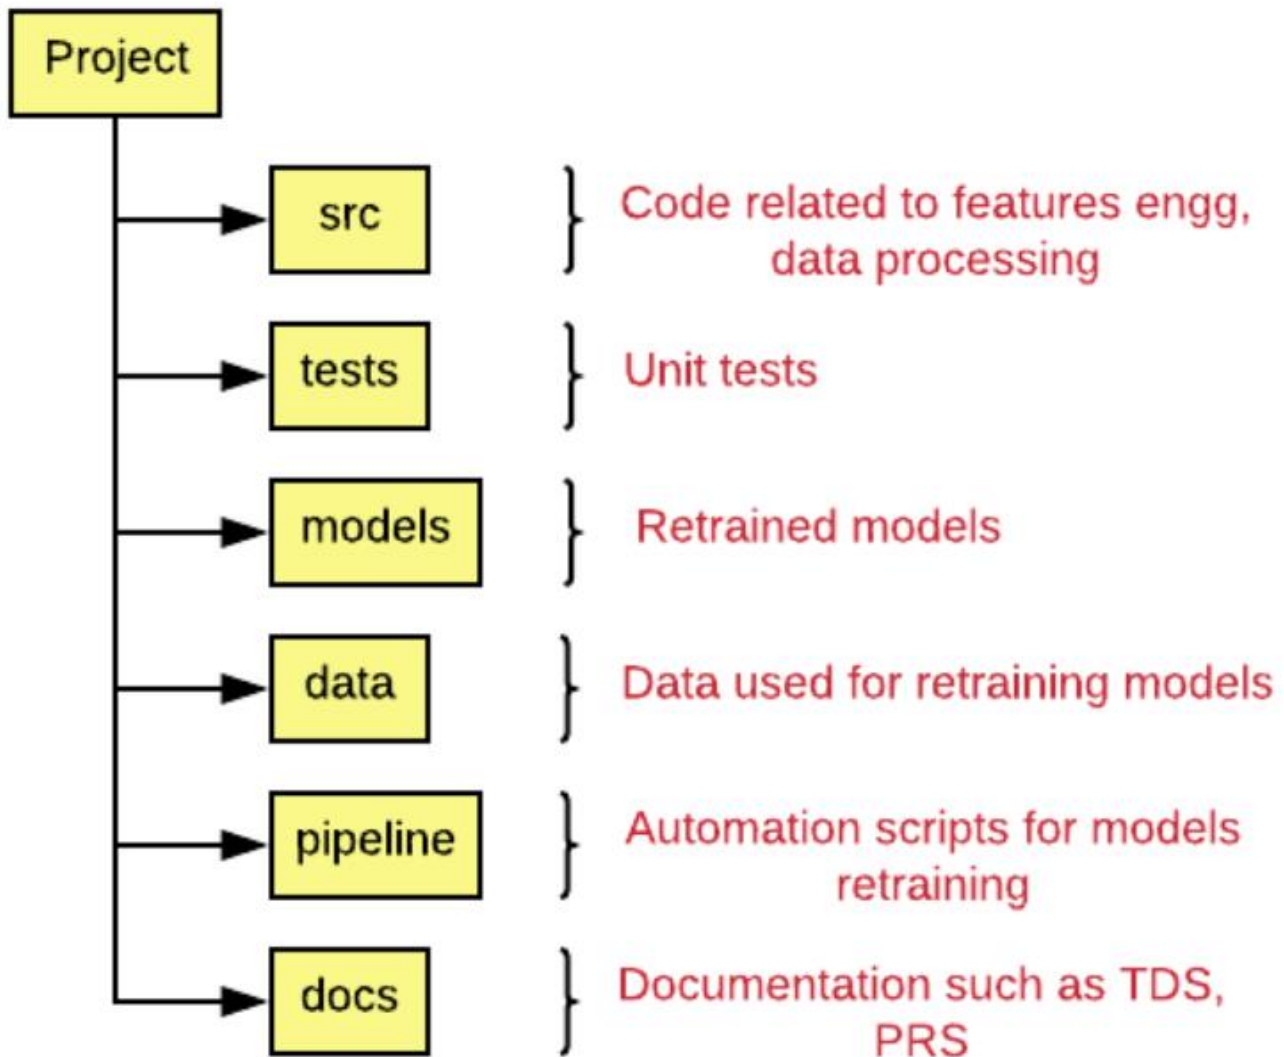 Project
src
Code related to features engg,
data processing
tests
Unit tests
models
Retrained models
data
Data used for retraining models
pipeline
Automation scripts for models
retraining
docs
Documentation such as TDS,
PRS